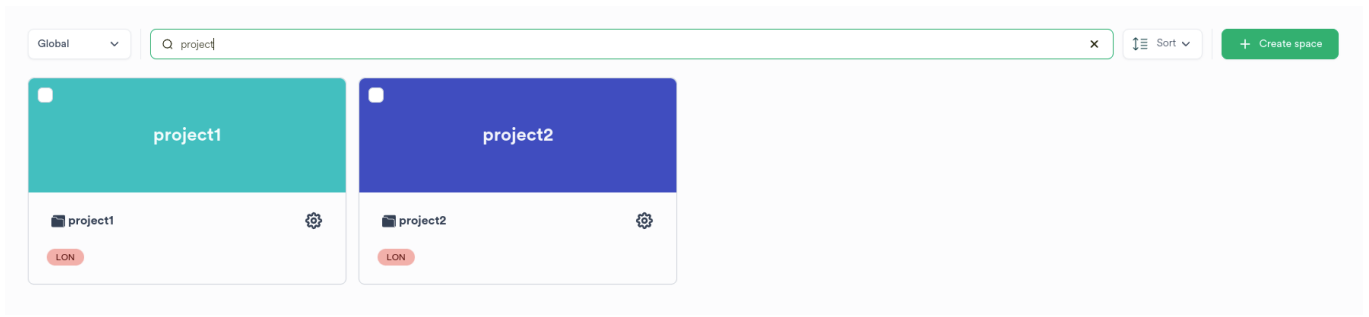 Global
project
Sort
Create space
project1
project2
project1
project2
LON
LON